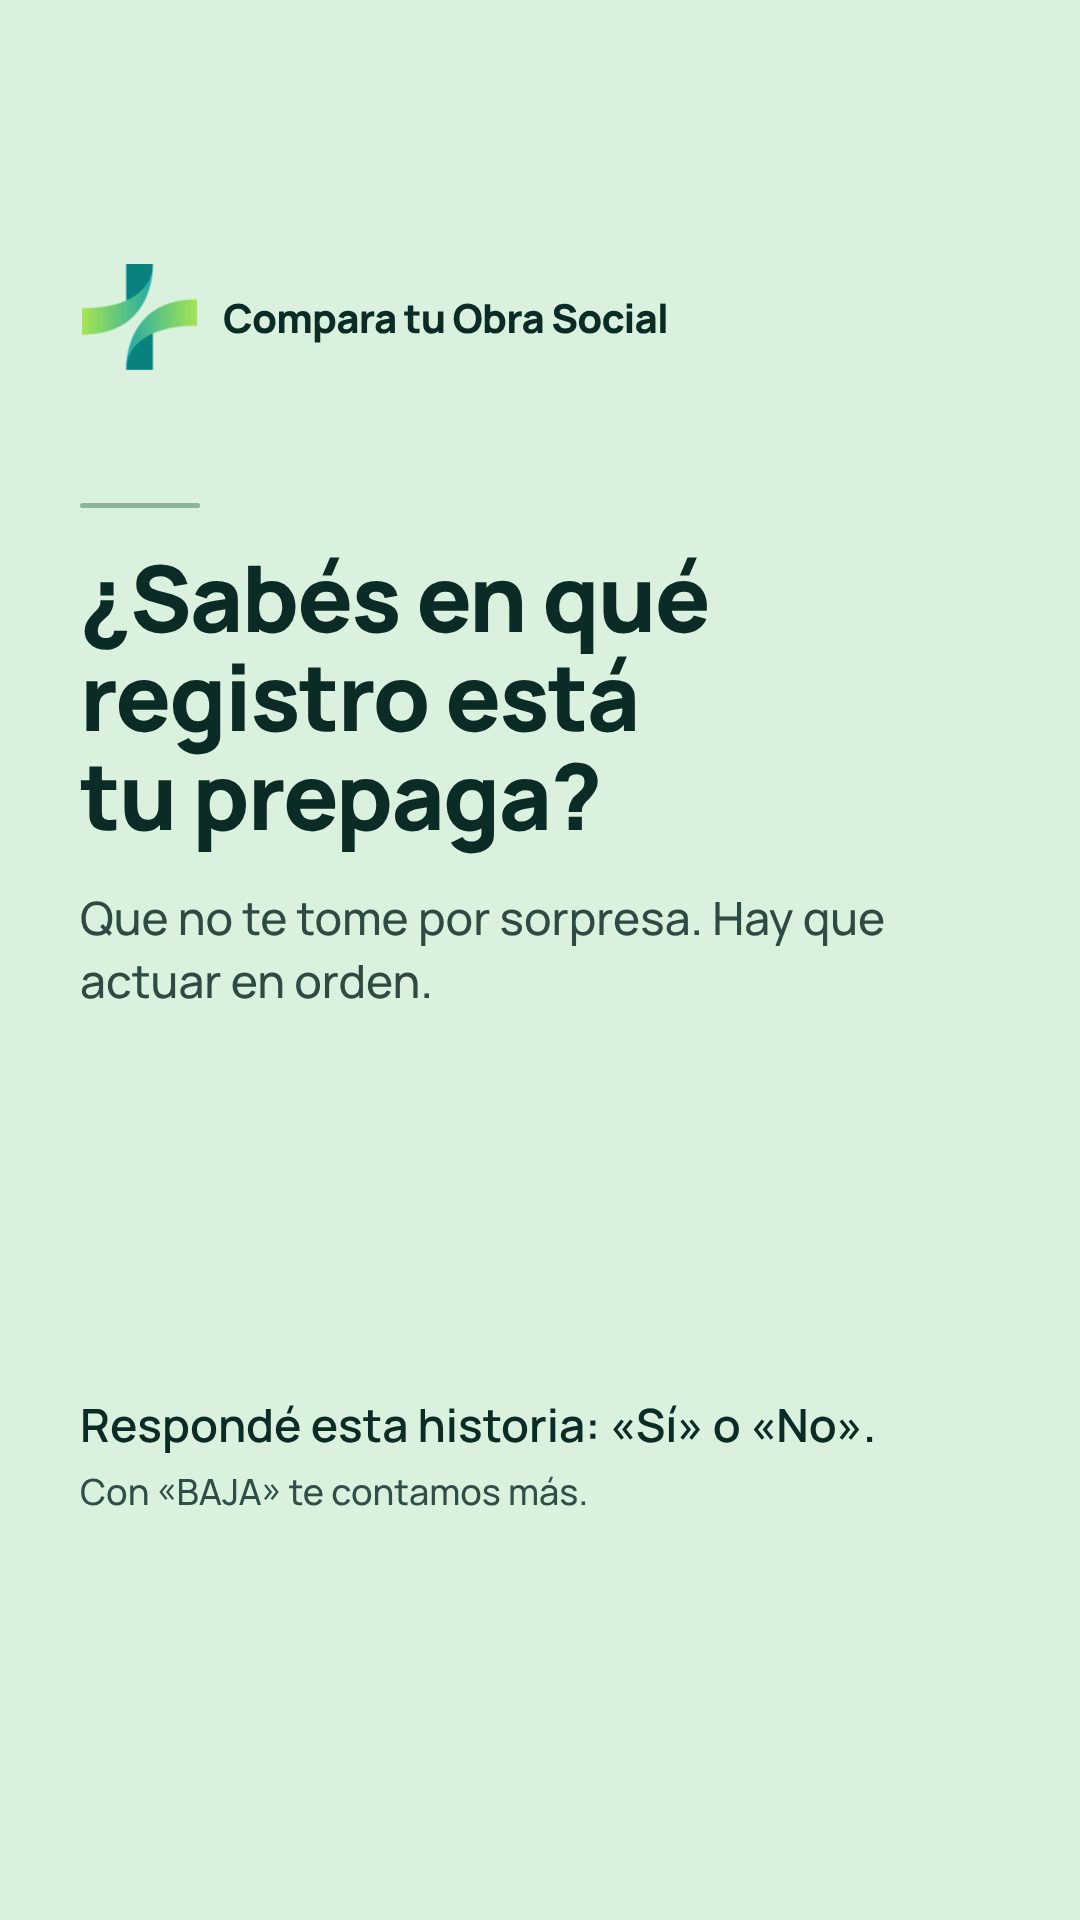 Compara tu Obra Social
¿Sabés en qué
registro está
tu prepaga?
Que no te tome por sorpresa. Hay que
actuar en orden.
Respondé esta historia: «Sí» o «No».
Con «BAJA» te contamos más.